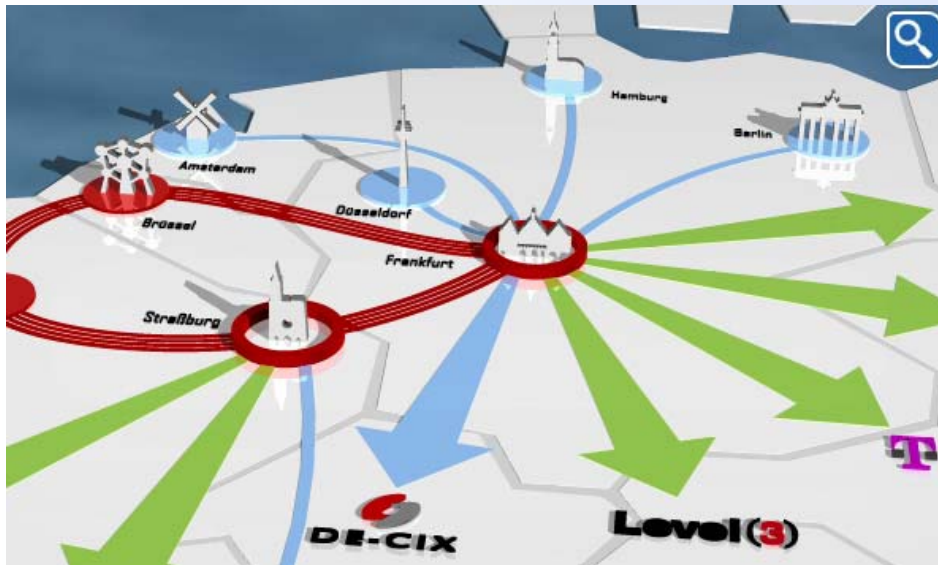 Hamburg
Berlin
Amsterdam
Düsseldorf
Brüssel
Frankfurt
Straßburg
T
DE-CIX
Level(3)